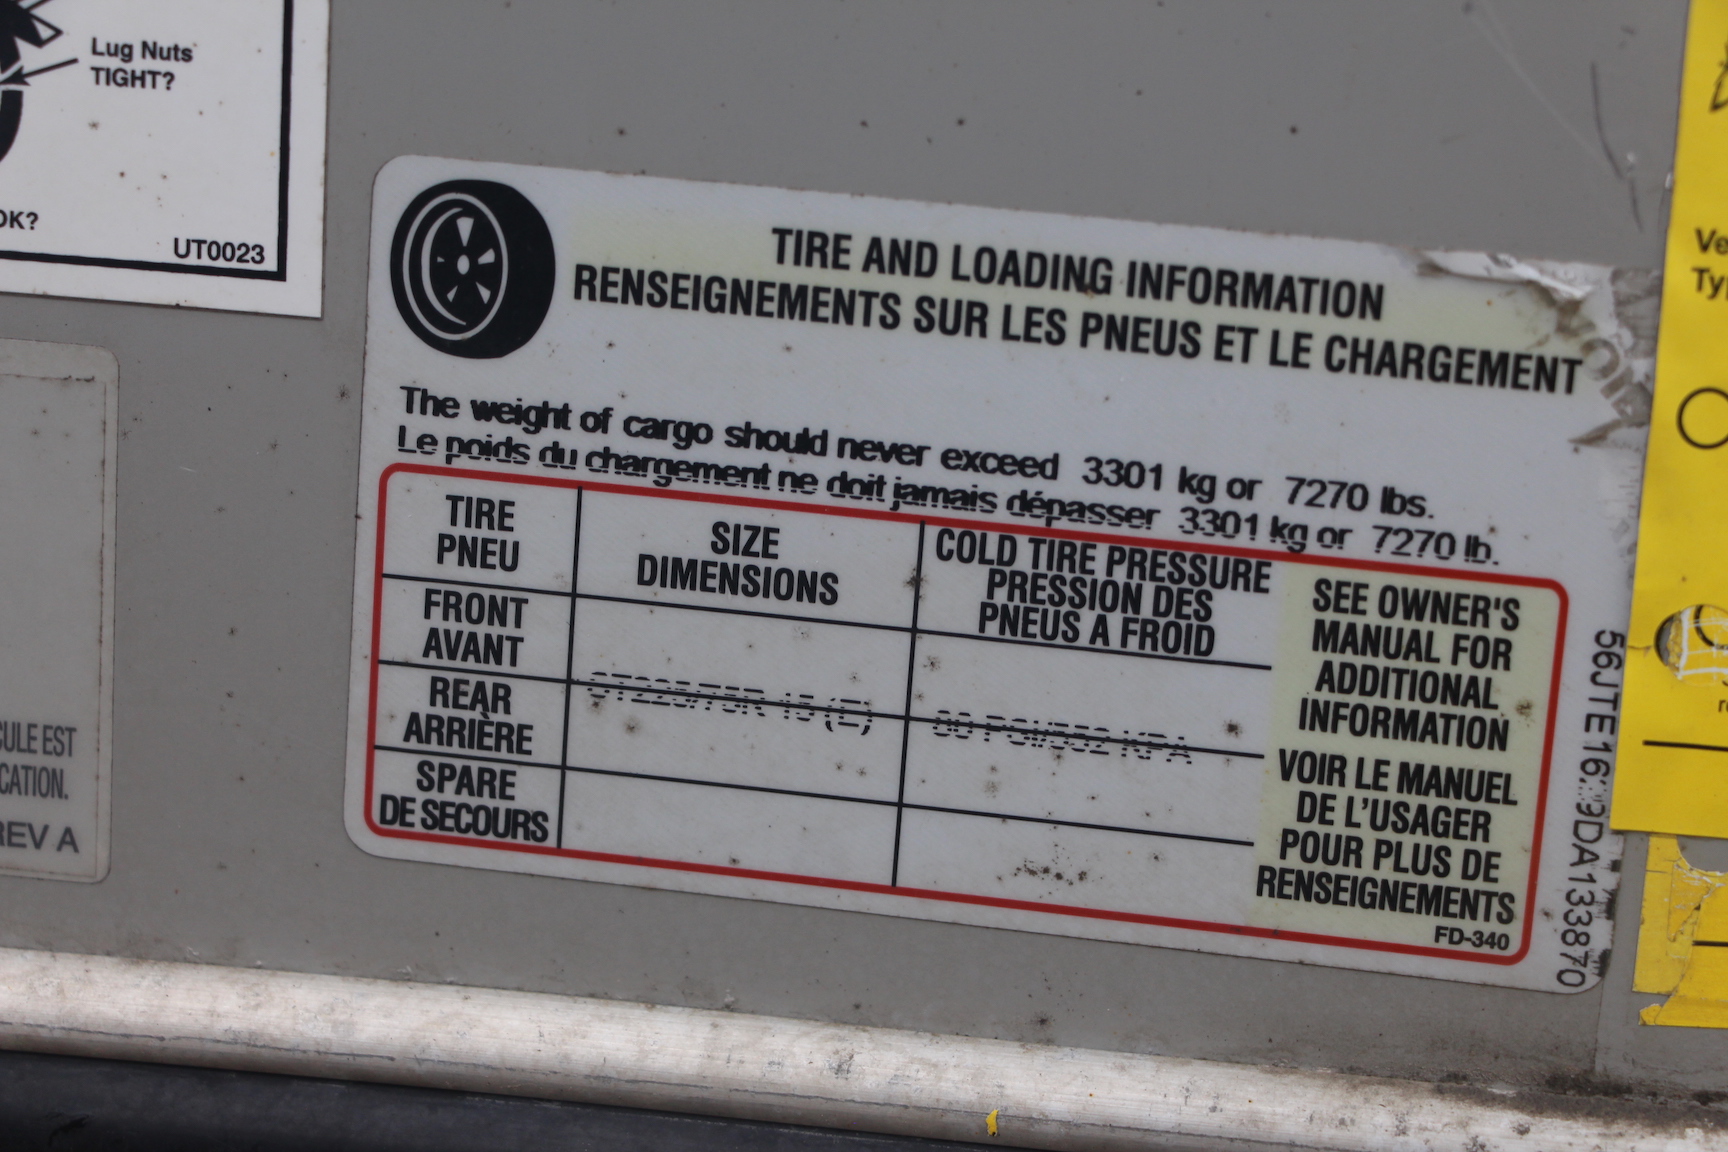 Lug Nuts
TIGHT?
OK?
UT0023
TIRE AND LOADING INFORMATION
RENSEIGNEMENTS SUR LES PNEUS ET LE CHARGEMENT
The weight of cargo should never exceed 3301 kg or 7270 lbs.
Le poids du chargement ne doit jamais dépasser 3301 kg or 7270 lb.
TIRE
PNEU
SIZE
DIMENSIONS
COLD TIRE PRESSURE
PRESSION DES
PNEUS A FROID
SEE OWNER'S
MANUAL FOR
ADDITIONAL
INFORMATION
VOIR LE MANUEL
DE L'USAGER
POUR PLUS DE
RENSEIGNEMENTS
FRONT
AVANT
REAR
ARRIÈRE
ST225/75R-15 (E)
SPARE
DE SECOURS
FD-340
EST
REV A